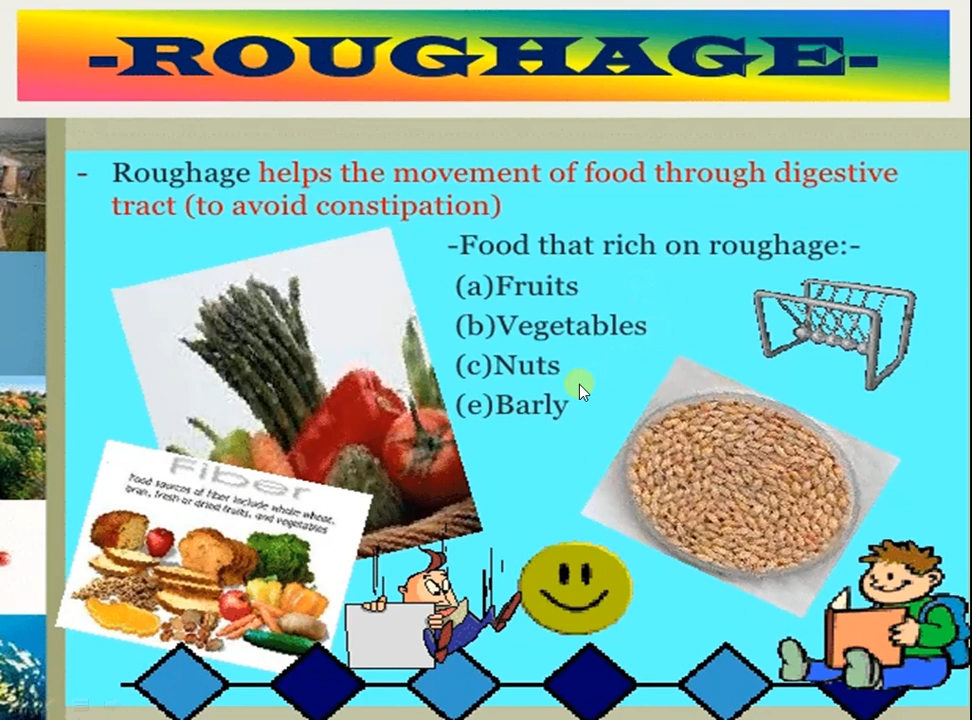 -ROUGHAGE-
- Roughage helps the movement of food through digestive
tract (to avoid constipation)
-Food that rich on roughage:-
(a)Fruits
(b)Vegetables
(c)Nuts
(e)Barly
Fiber
Food sources of fiber include whole wheat,
bran, fresh or dried fruits, and vegetables